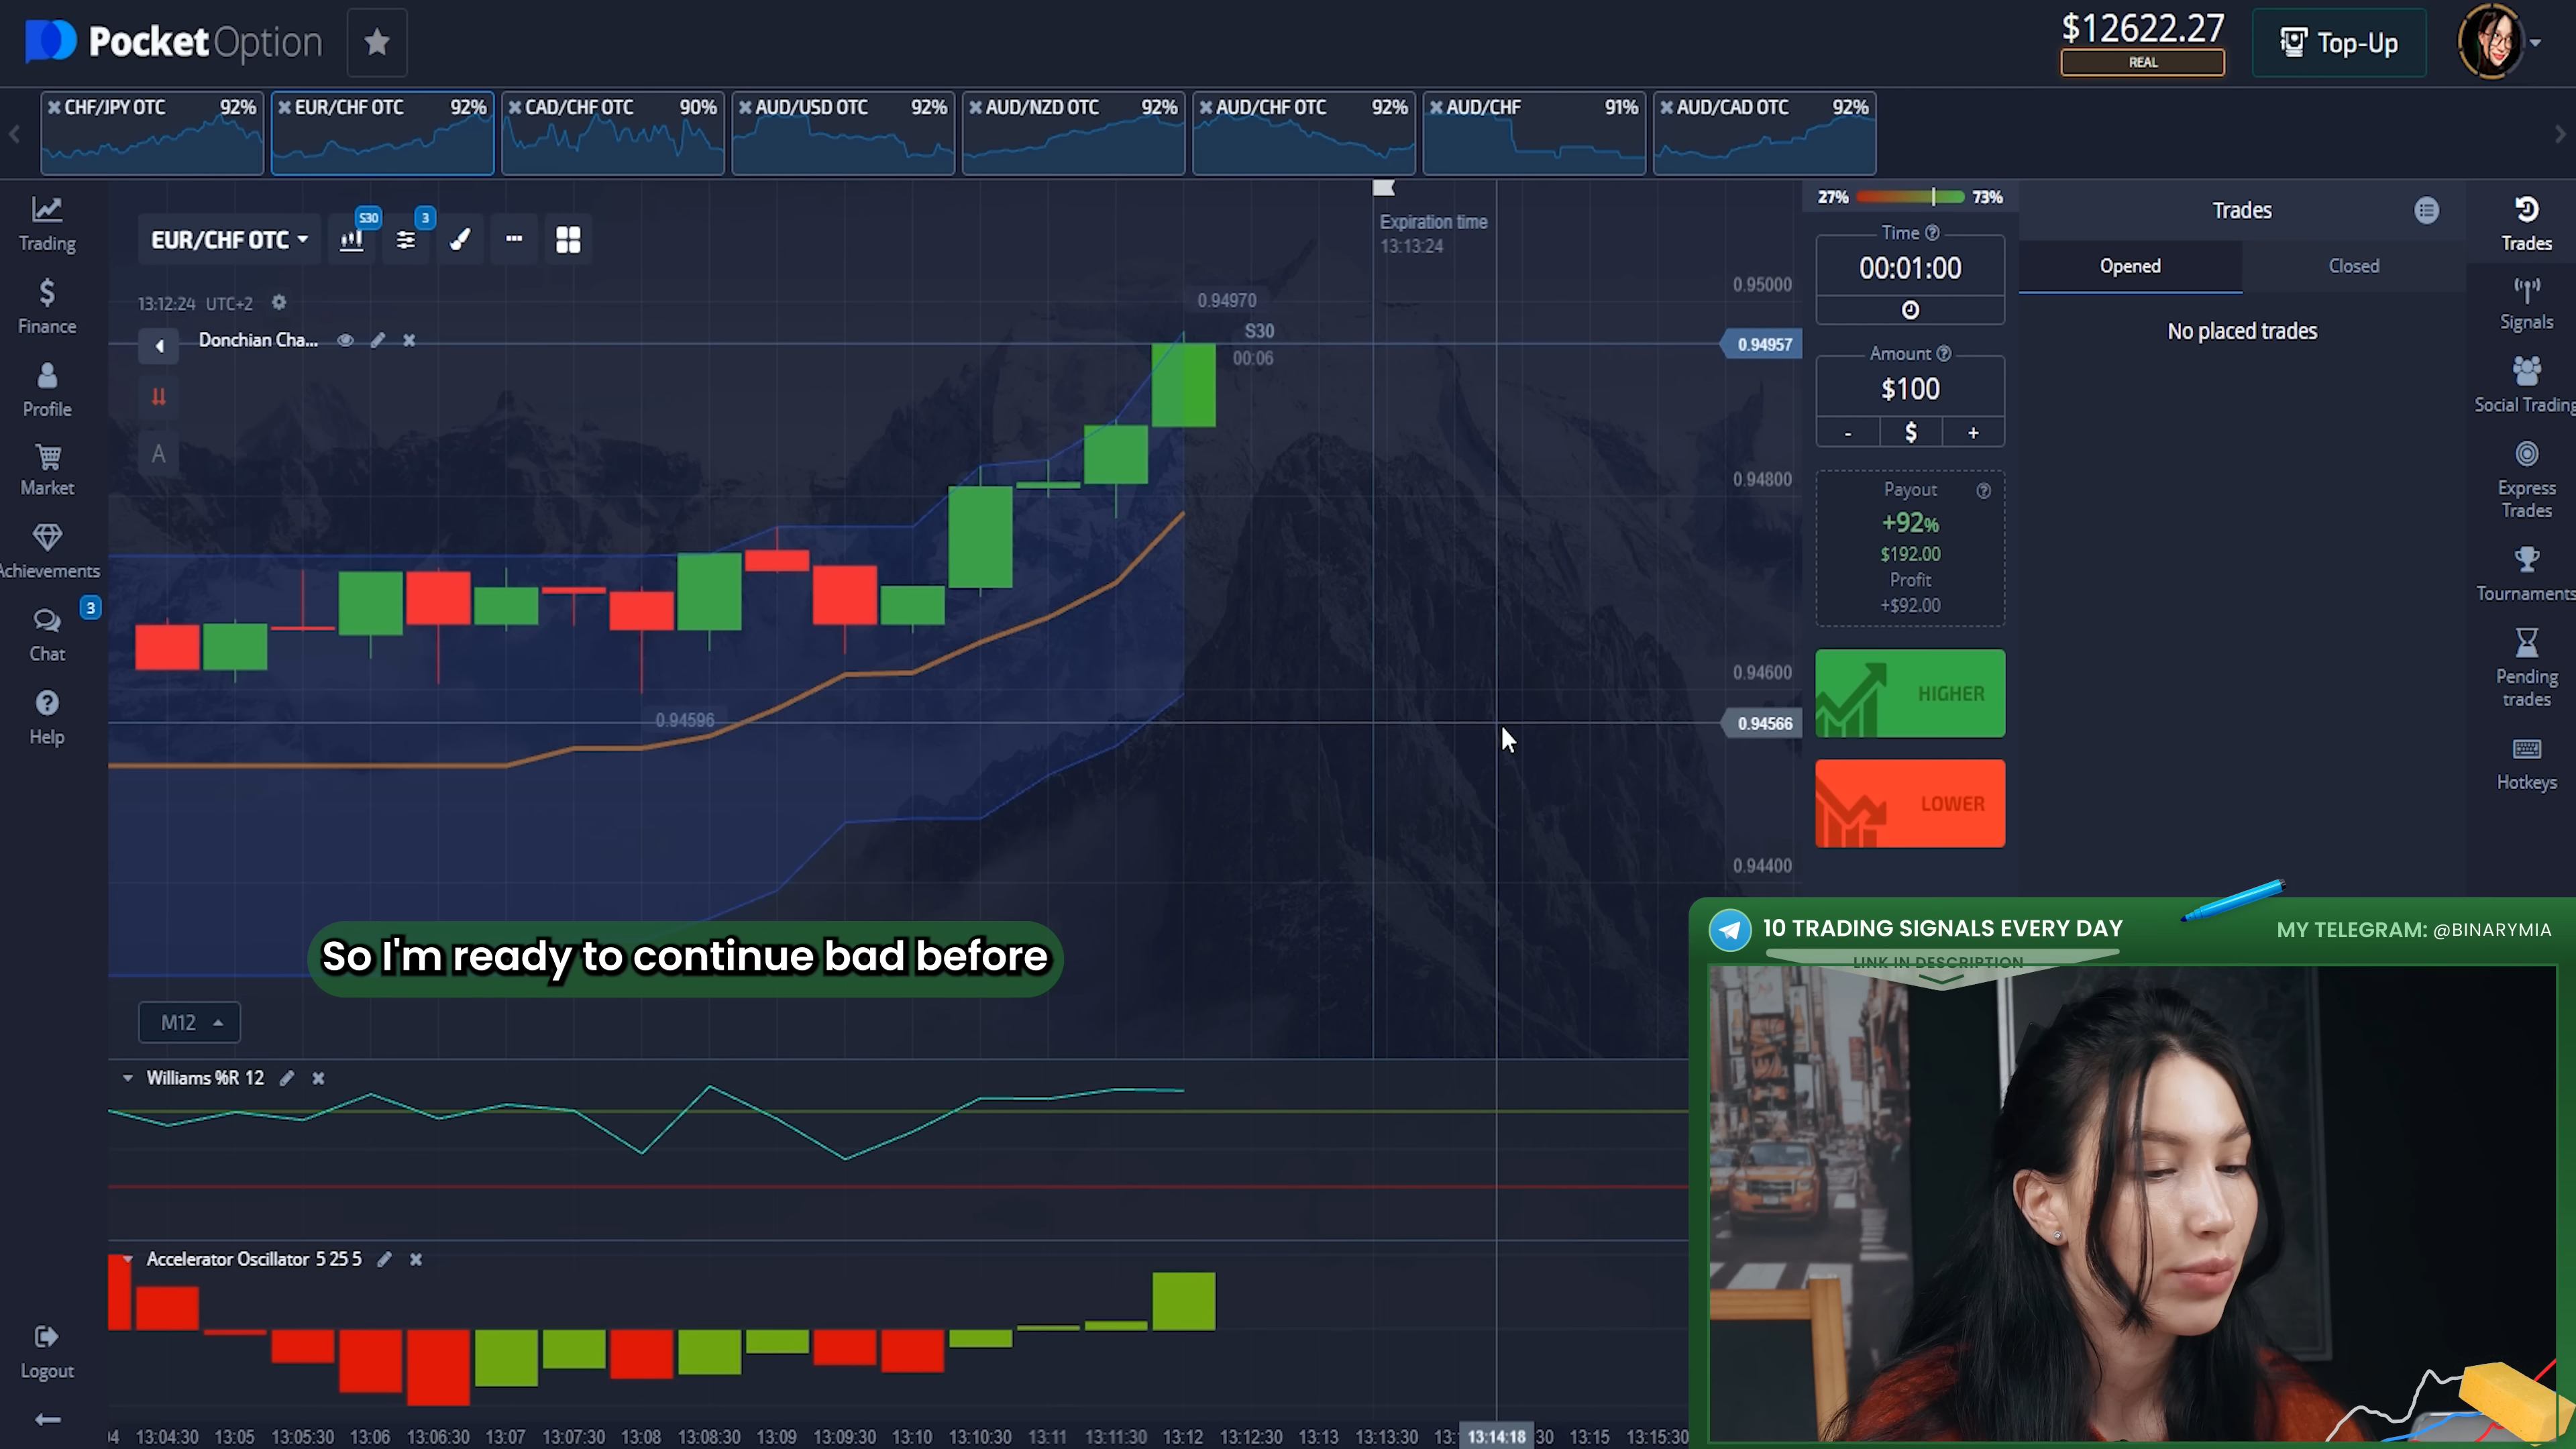 PocketOption
$12622.27
REAL
Top-Up
CHF/JPY OTC 92%
EUR/CHF OTC 92%
CAD/CHF OTC 90%
AUD/USD OTC 92%
AUD/NZD OTC 92%
AUD/CHF OTC 92%
AUD/CHF 91%
AUD/CAD OTC 92%
Trading
Finance
Profile
Market
Achievements
3
Chat
Help
Logout
EUR/CHF OTC
S30
3
13:12:24 UTC+2
Donchian Cha...
A
Expiration time
13:13:24
0.94970
S30
00:06
0.94596
0.95000
0.94957
0.94800
0.94600
0.94566
0.94400
27% 73%
Time
00:01:00
Amount
$100
- $ +
Payout
+92%
$192.00
Profit
+$92.00
HIGHER
LOWER
Trades
Opened Closed
No placed trades
Trades
Signals
Social Trading
Express
Trades
Tournaments
Pending
trades
Hotkeys
So I'm ready to continue bad before
M12
Williams %R 12
Accelerator Oscillator 5 25 5
10 TRADING SIGNALS EVERY DAY
LINK IN DESCRIPTION
MY TELEGRAM: @BINARYMIA
04 13:04:30 13:05 13:05:30 13:06 13:06:30 13:07 13:07:30 13:08 13:08:30 13:09 13:09:30 13:10 13:10:30 13:11 13:11:30 13:12 13:12:30 13:13 13:13:30 13: 13:14:18 30 13:15 13:15:30